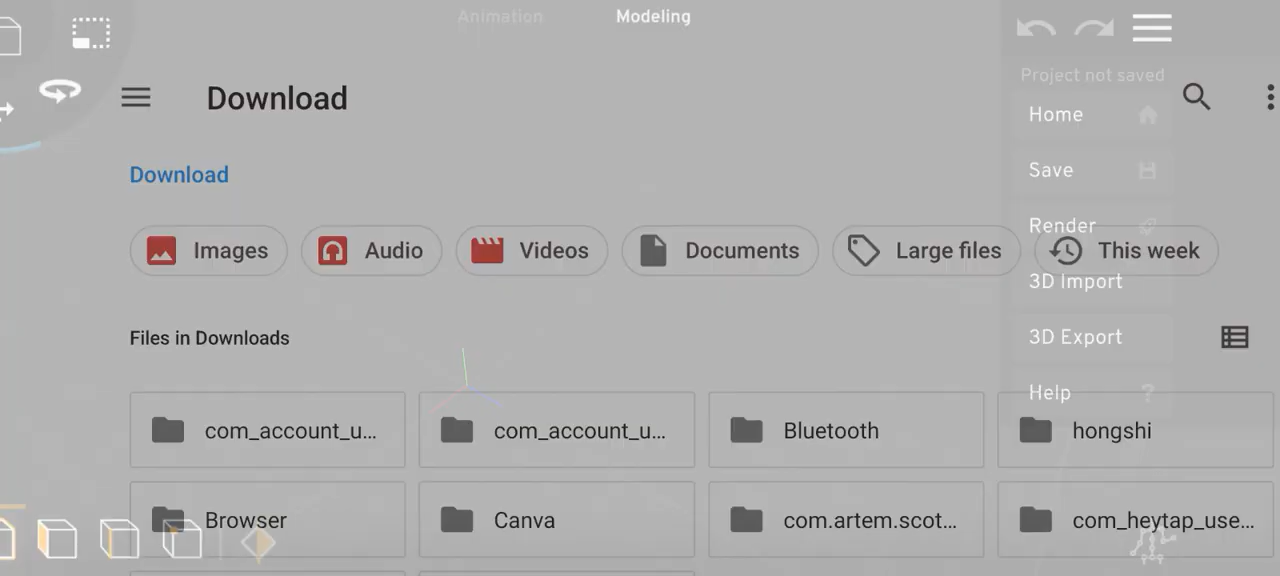 Animation Modeling
Project not saved
Download
Home
Download
Save
Render
Images Audio Videos Documents Large files This week
3D Import
Files in Downloads
3D Export
Help ?
com_account_u... com_account_u... Bluetooth hongshi
Browser Canva com.artem.scot... com_heytap_use...